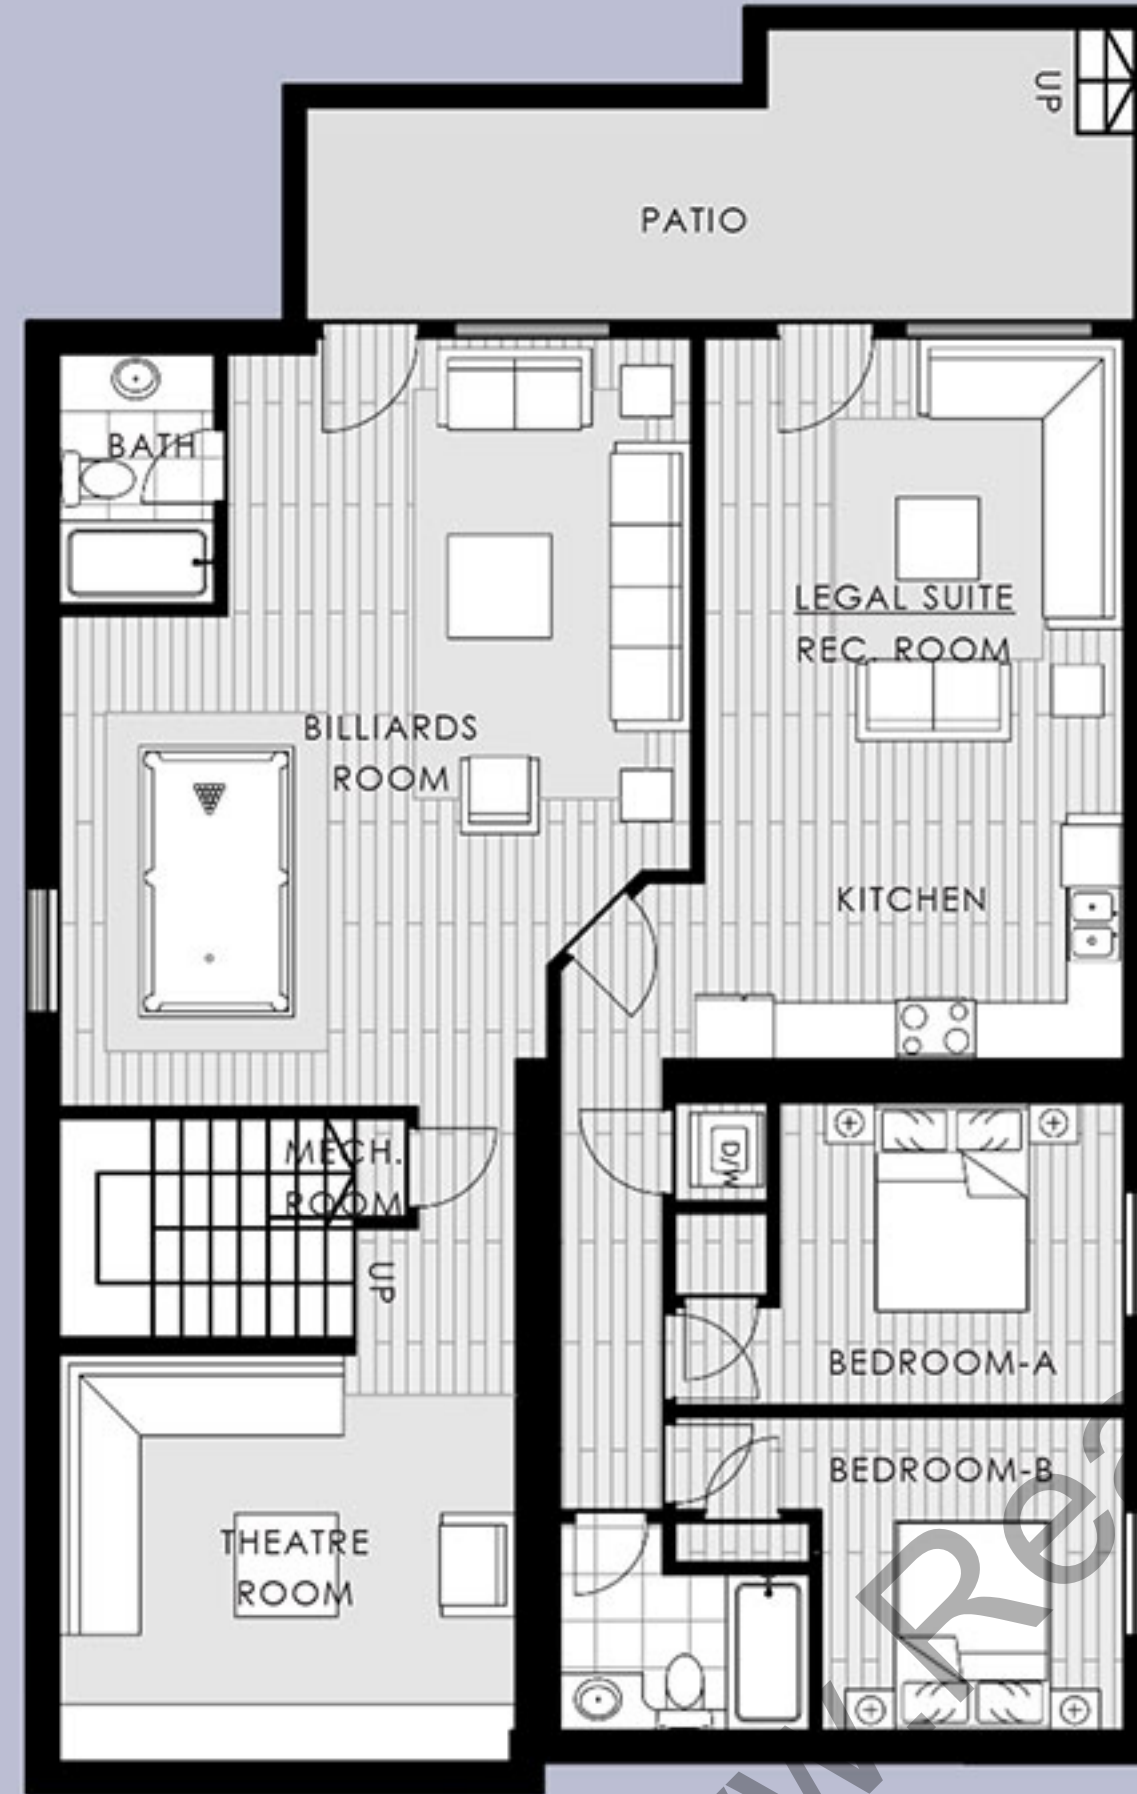 UP
PATIO
BATH
LEGAL SUITE
REC. ROOM
BILLIARDS
ROOM
KITCHEN
MECH.
ROOM
D/W
UP
BEDROOM-A
BEDROOM-B
THEATRE
ROOM